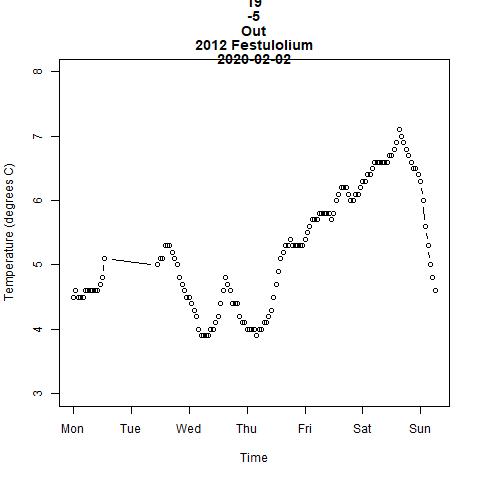 19
-5
Out
2012 Festulolium
2020-02-02
Temperature (degrees C)
8
7
6
5
4
3
Mon Tue Wed Thu Fri Sat Sun
Time